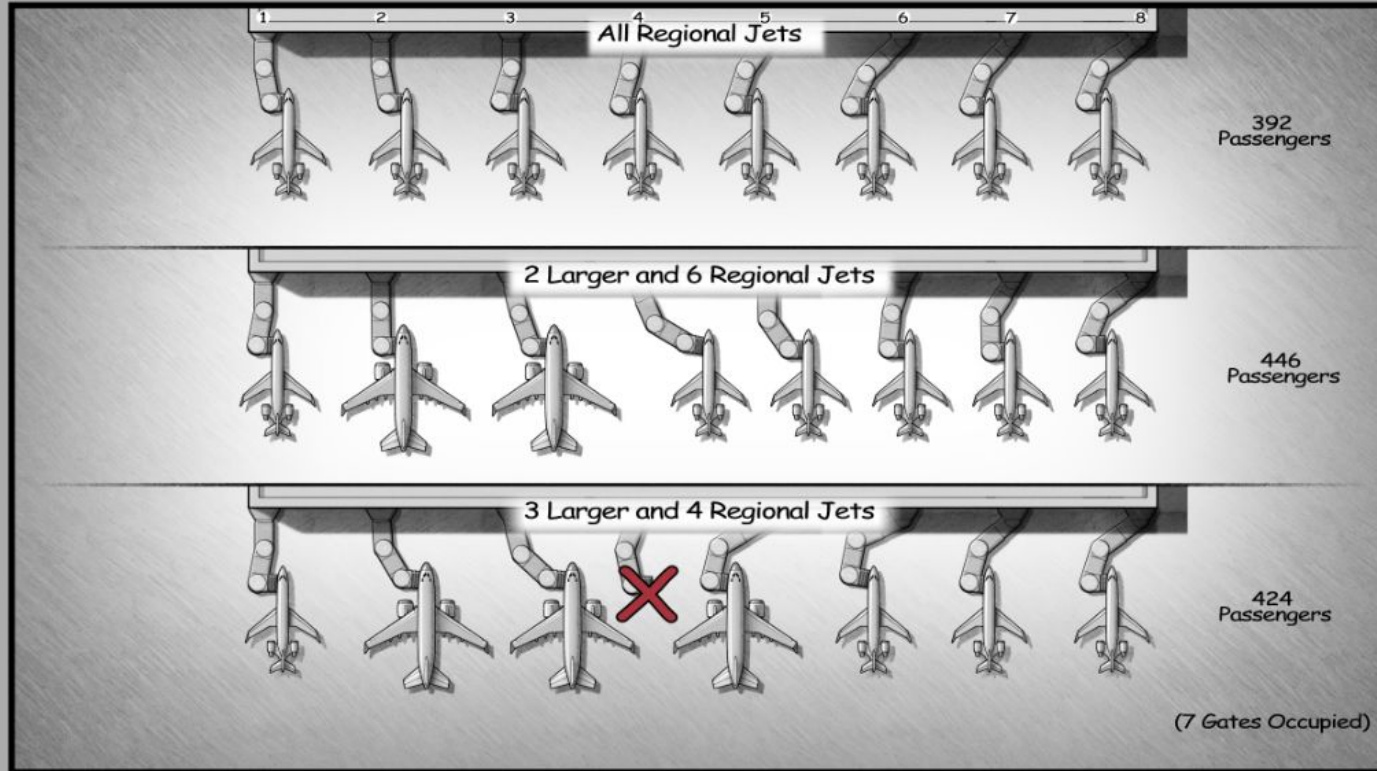 1 2 3 4 5 6 7 8
All Regional Jets
392
Passengers
2 Larger and 6 Regional Jets
446
Passengers
3 Larger and 4 Regional Jets
424
Passengers
(7 Gates Occupied)